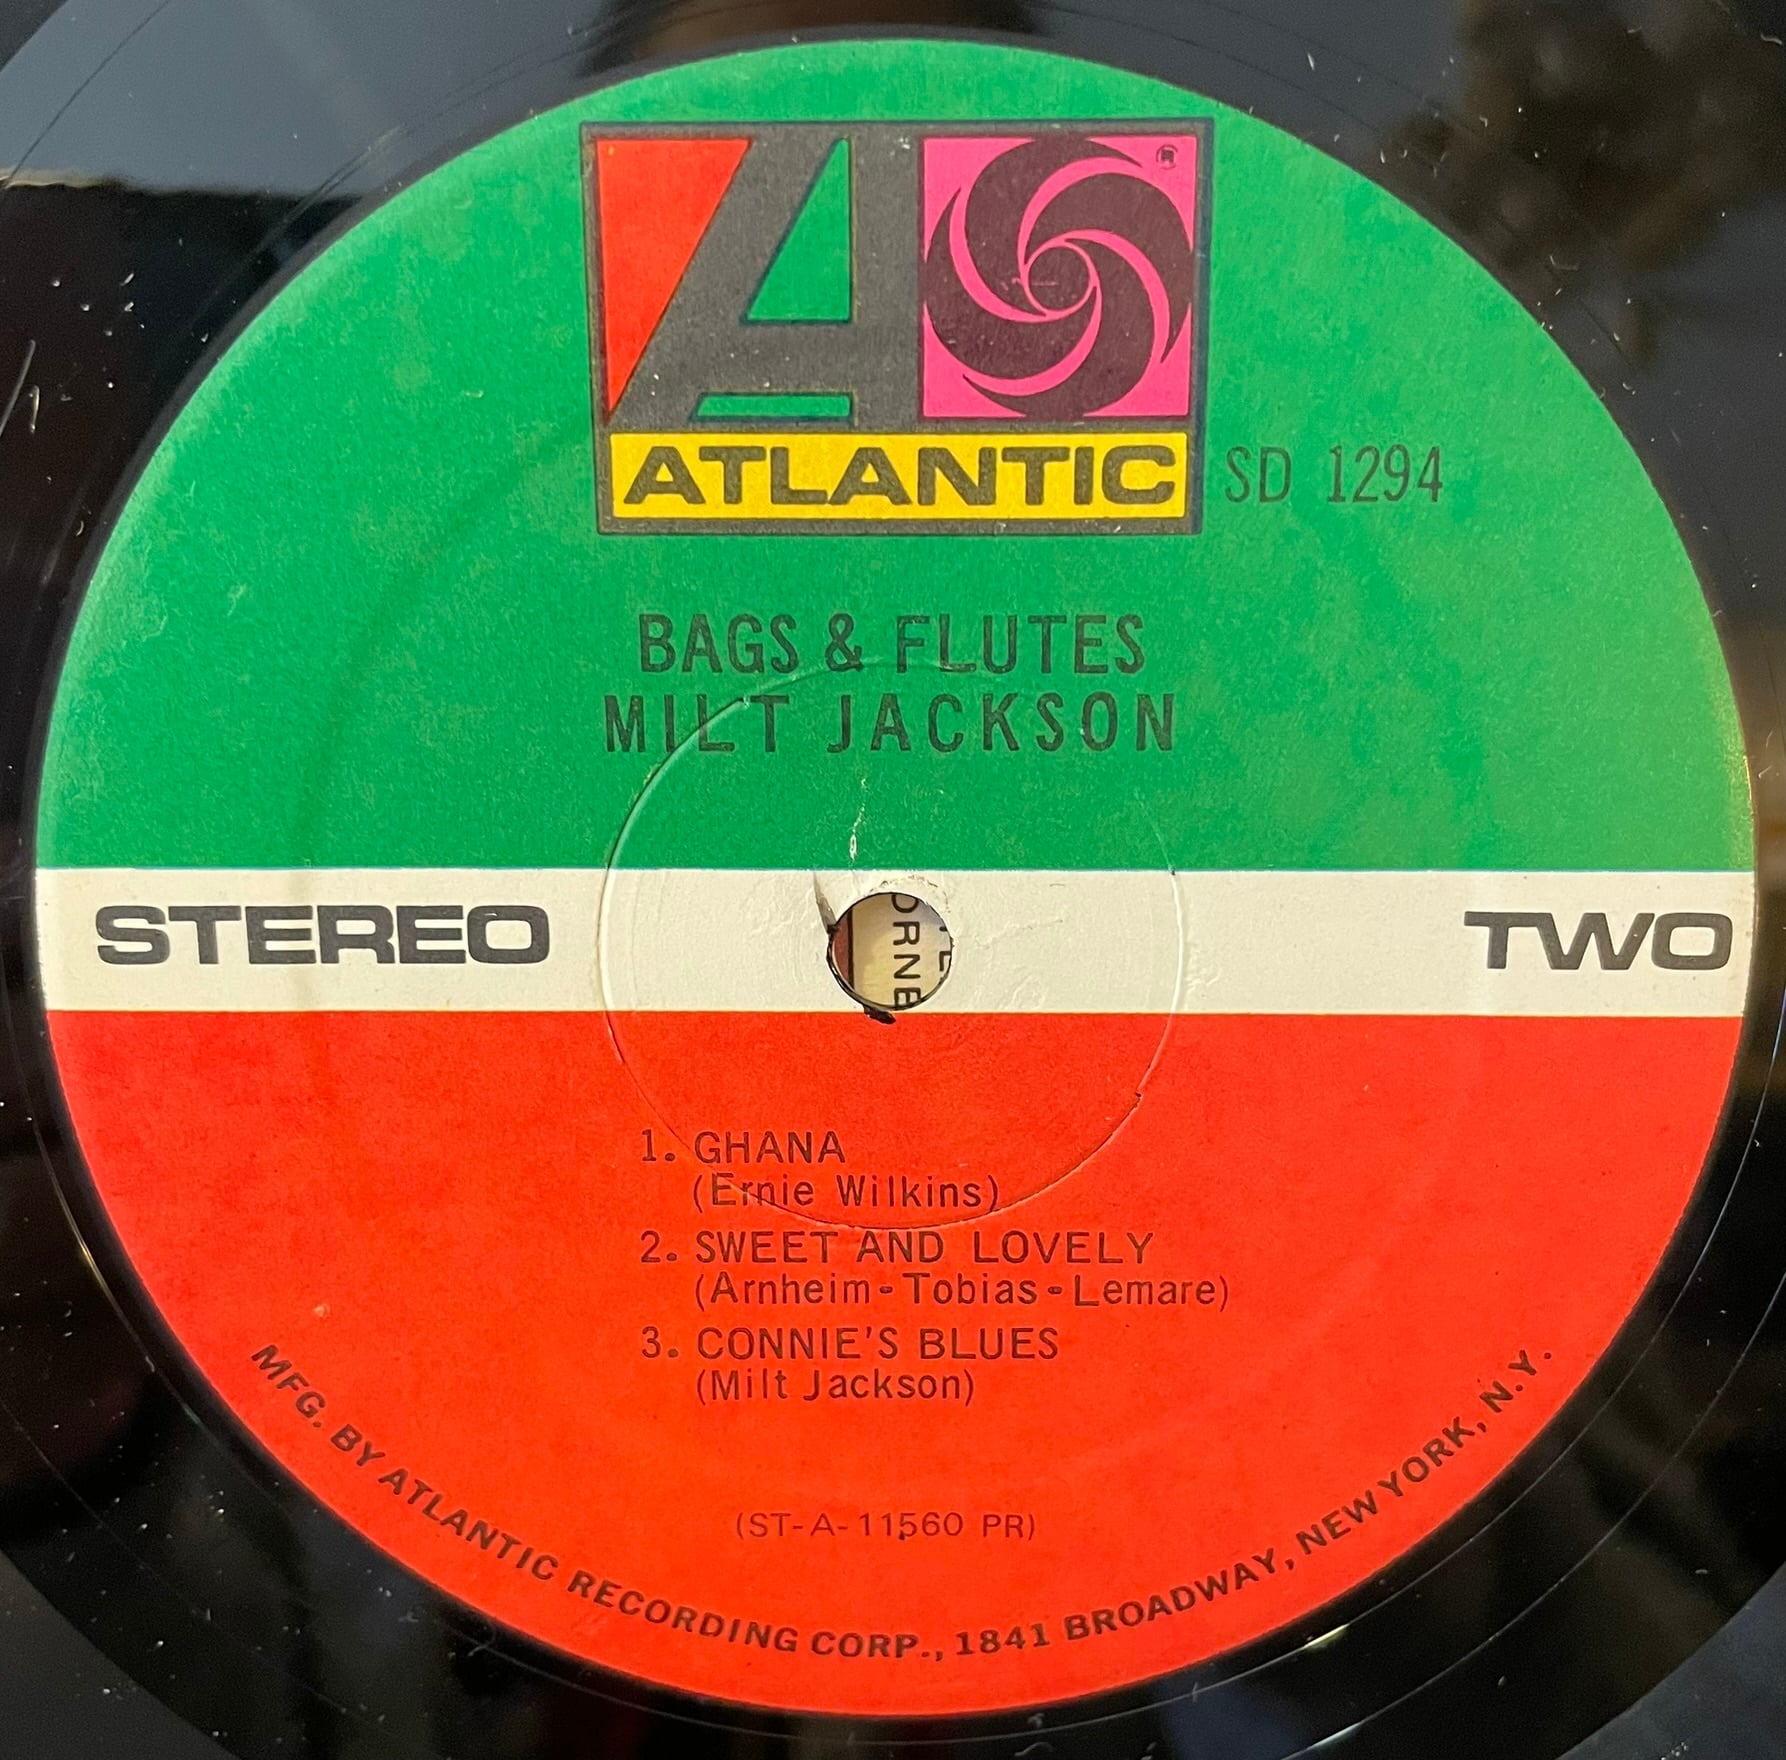 ATLANTIC
SD 1294
BAGS & FLUTES
MILT JACKSON
STEREO
TWO
1. GHANA
(Ernie Wilkins)
2. SWEET AND LOVELY
(Arnheim-Tobias-Lemare)
3. CONNIE'S BLUES
(Milt Jackson)
(ST-A-11560 PR)
MFG. BY ATLANTIC RECORDING CORP., 1841 BROADWAY, NEW YORK, N.Y.